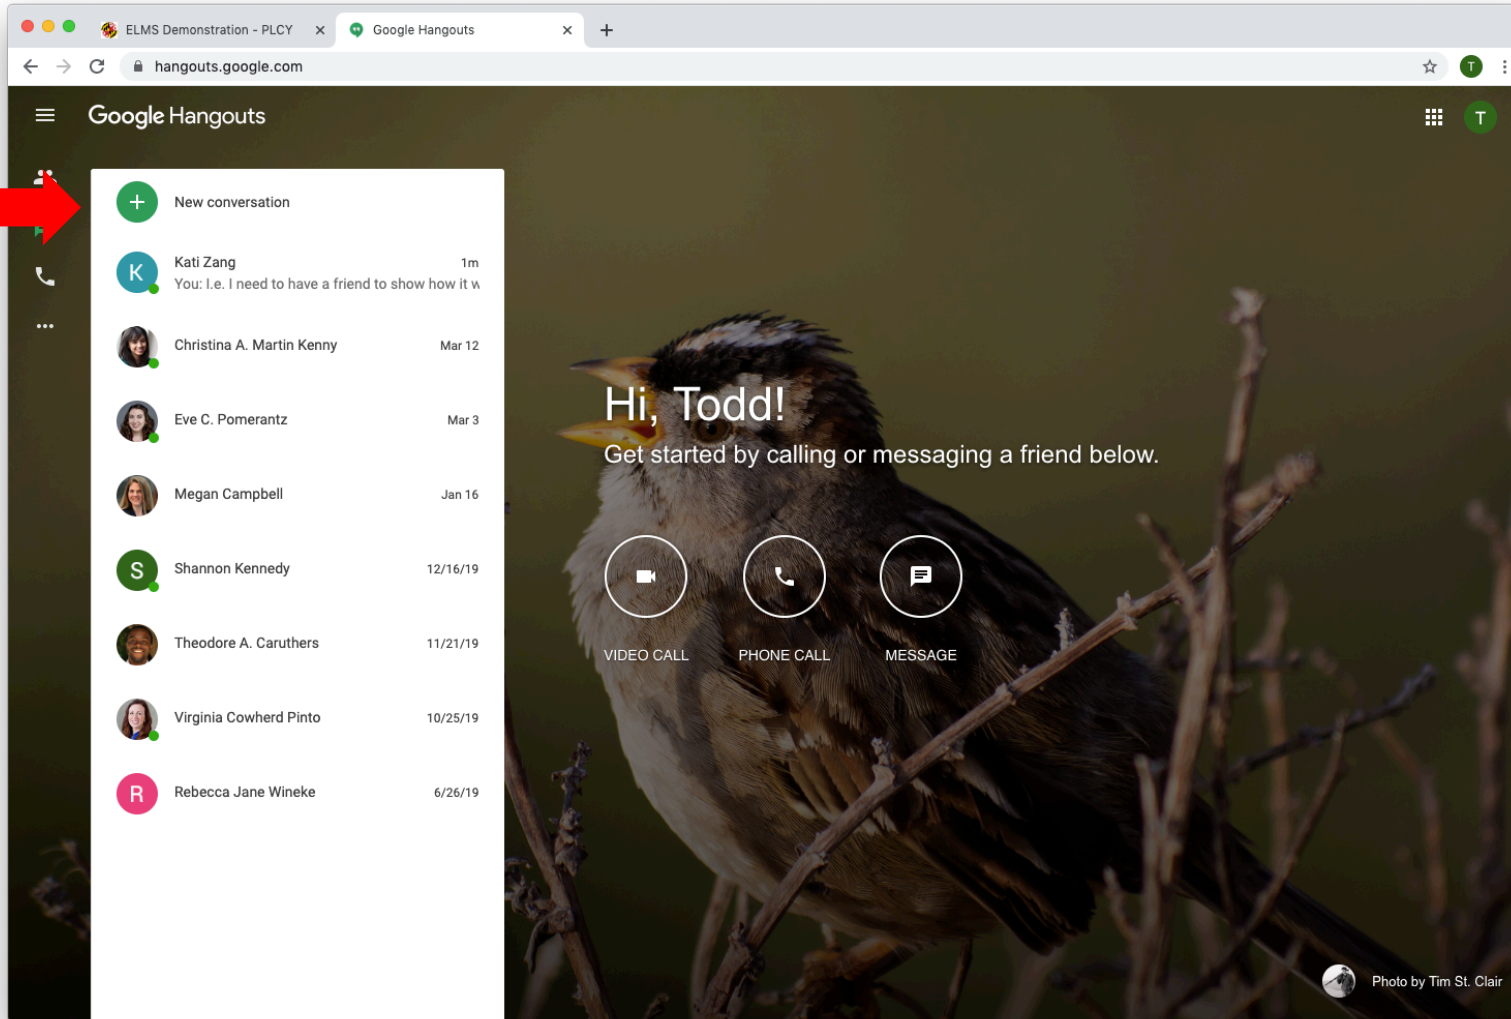 ELMS Demonstration - PLCY
Google Hangouts
hangouts.google.com
T
Google Hangouts
T
New conversation
K
Kati Zang
1m
You: I.e. I need to have a friend to show how it w
Christina A. Martin Kenny
Mar 12
Eve C. Pomerantz
Mar 3
Megan Campbell
Jan 16
S
Shannon Kennedy
12/16/19
Theodore A. Caruthers
11/21/19
Virginia Cowherd Pinto
10/25/19
R
Rebecca Jane Wineke
6/26/19
Hi, Todd!
Get started by calling or messaging a friend below.
VIDEO CALL
PHONE CALL
MESSAGE
Photo by Tim St. Clair